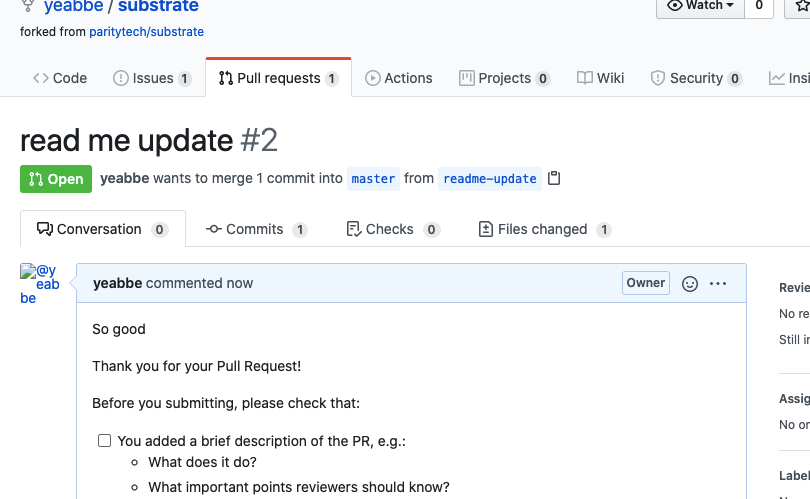 yeabbe / substrate
Watch 0
forked from paritytech/substrate
Code Issues 1 Pull requests 1 Actions Projects 0 Wiki Security 0 Insi
read me update #2
Open yeabbe wants to merge 1 commit into master from readme-update
Conversation 0 Commits 1 Checks 0 Files changed 1
@y
eab
be
yeabbe commented now Owner
Revie
No re
Still in
So good
Thank you for your Pull Request!
Before you submitting, please check that:
You added a brief description of the PR, e.g.:
What does it do?
What important points reviewers should know?
Assig
No or
Label